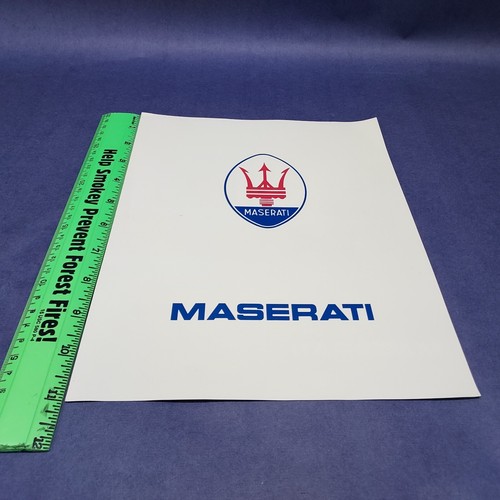 MASERATI
MASERATI
Help Smokey Prevent Forest Fires!